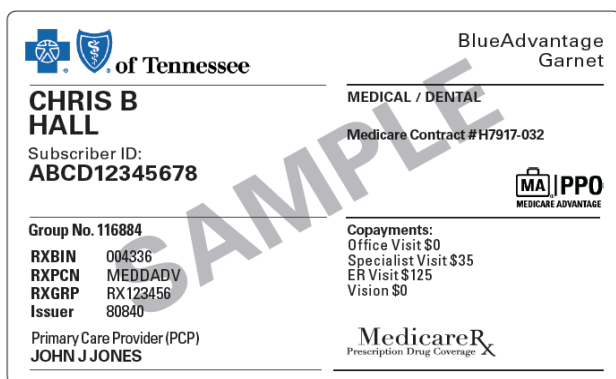 of Tennessee
BlueAdvantage
Garnet
CHRIS B
HALL
Subscriber ID:
ABCD12345678
MEDICAL / DENTAL
Medicare Contract # H7917-032
MA PPO
MEDICARE ADVANTAGE
Group No. 116884
RXBIN 004336
RXPCN MEDDADV
RXGRP RX123456
Issuer 80840
Primary Care Provider (PCP)
JOHN J JONES
Copayments:
Office Visit $0
Specialist Visit $35
ER Visit $125
Vision $0
MedicareRx
Prescription Drug Coverage
SAMPLE